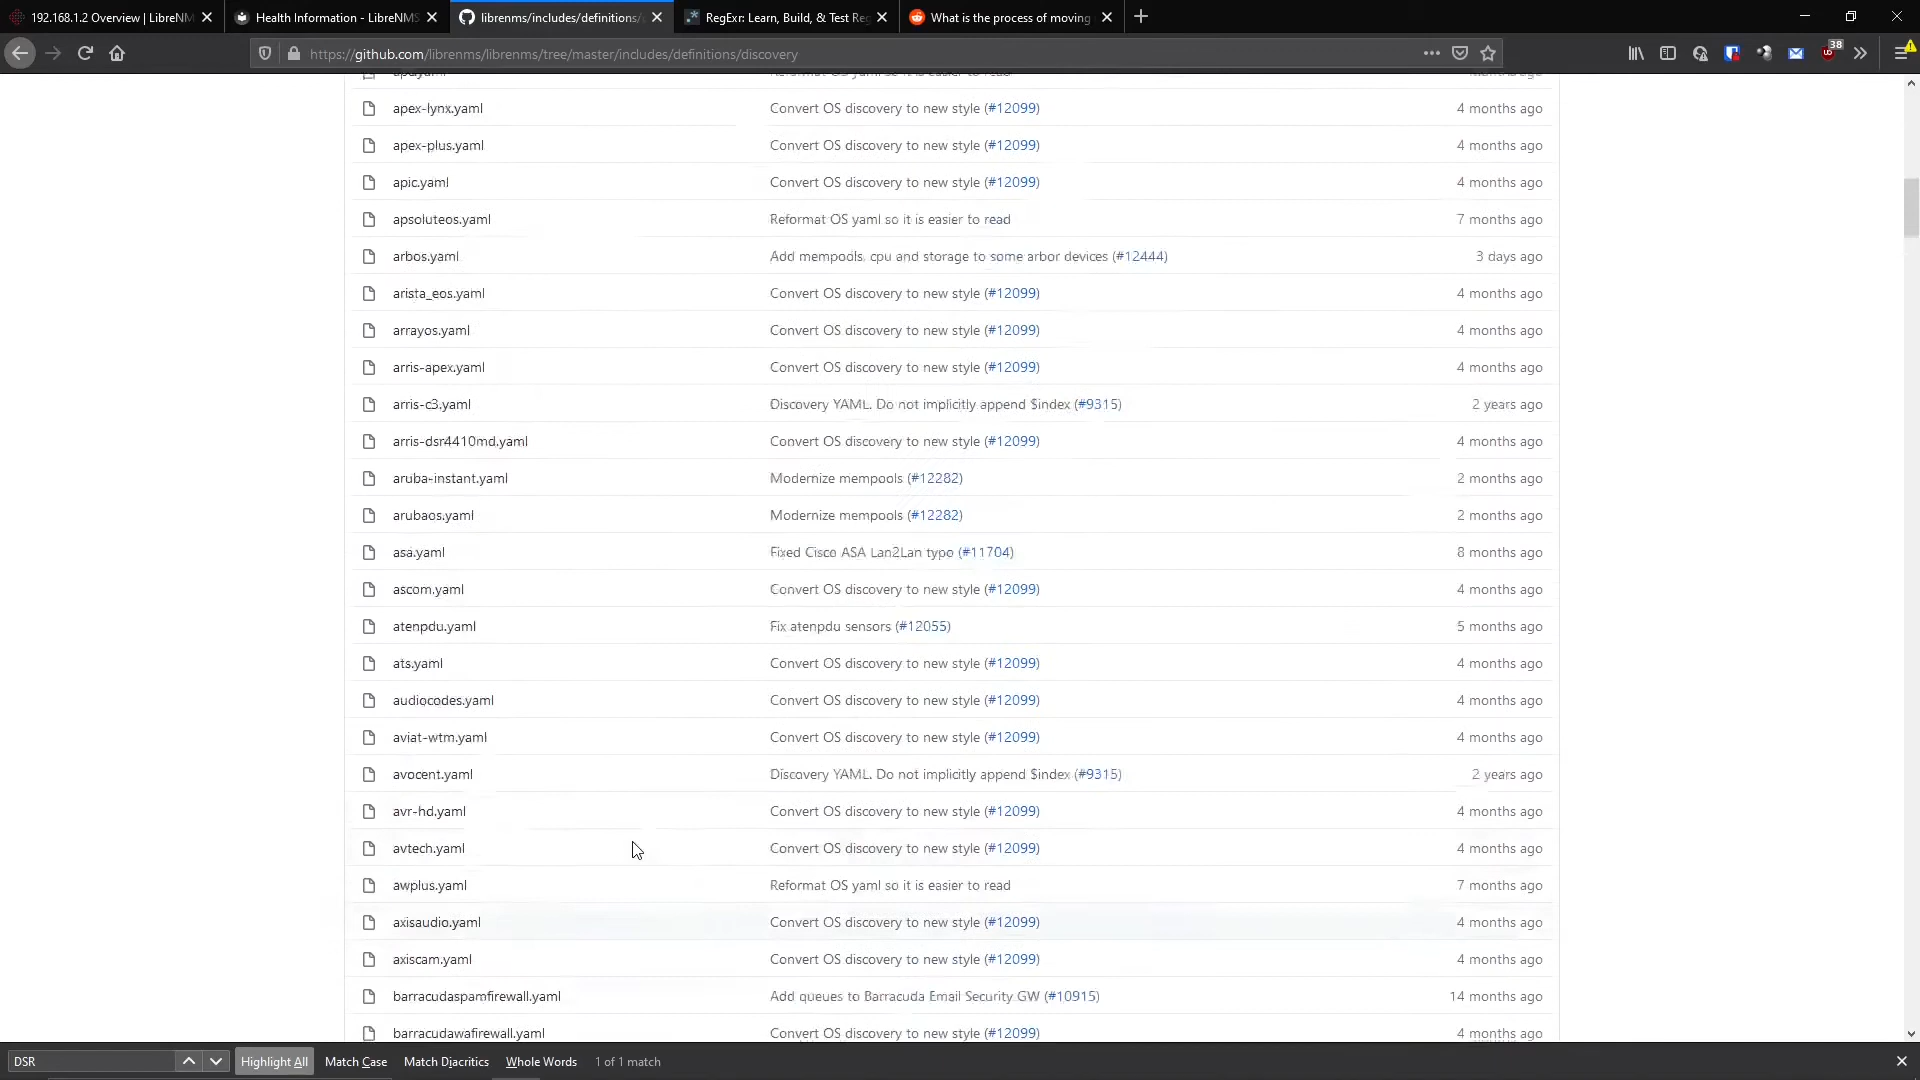 192.168.1.2 Overview | LibreNM
Health Information - LibreNMS
librenms/includes/definitions/
RegExr: Learn, Build, & Test Reg
What is the process of moving
https://github.com/librenms/librenms/tree/master/includes/definitions/discovery
38
apex-lynx.yaml Convert OS discovery to new style (#12099) 4 months ago
apex-plus.yaml Convert OS discovery to new style (#12099) 4 months ago
apic.yaml Convert OS discovery to new style (#12099) 4 months ago
apsoluteos.yaml Reformat OS yaml so it is easier to read 7 months ago
arbos.yaml Add mempools, cpu and storage to some arbor devices (#12444) 3 days ago
arista_eos.yaml Convert OS discovery to new style (#12099) 4 months ago
arrayos.yaml Convert OS discovery to new style (#12099) 4 months ago
arris-apex.yaml Convert OS discovery to new style (#12099) 4 months ago
arris-c3.yaml Discovery YAML. Do not implicitly append $index (#9315) 2 years ago
arris-dsr4410md.yaml Convert OS discovery to new style (#12099) 4 months ago
aruba-instant.yaml Modernize mempools (#12282) 2 months ago
arubaos.yaml Modernize mempools (#12282) 2 months ago
asa.yaml Fixed Cisco ASA Lan2Lan typo (#11704) 8 months ago
ascom.yaml Convert OS discovery to new style (#12099) 4 months ago
atenpdu.yaml Fix atenpdu sensors (#12055) 5 months ago
ats.yaml Convert OS discovery to new style (#12099) 4 months ago
audiocodes.yaml Convert OS discovery to new style (#12099) 4 months ago
aviat-wtm.yaml Convert OS discovery to new style (#12099) 4 months ago
avocent.yaml Discovery YAML. Do not implicitly append $index (#9315) 2 years ago
avr-hd.yaml Convert OS discovery to new style (#12099) 4 months ago
avtech.yaml Convert OS discovery to new style (#12099) 4 months ago
awplus.yaml Reformat OS yaml so it is easier to read 7 months ago
axisaudio.yaml Convert OS discovery to new style (#12099) 4 months ago
axiscam.yaml Convert OS discovery to new style (#12099) 4 months ago
barracudaspamfirewall.yaml Add queues to Barracuda Email Security GW (#10915) 14 months ago
barracudawafirewall.yaml Convert OS discovery to new style (#12099) 4 months ago
DSR Highlight All Match Case Match Diacritics Whole Words 1 of 1 match